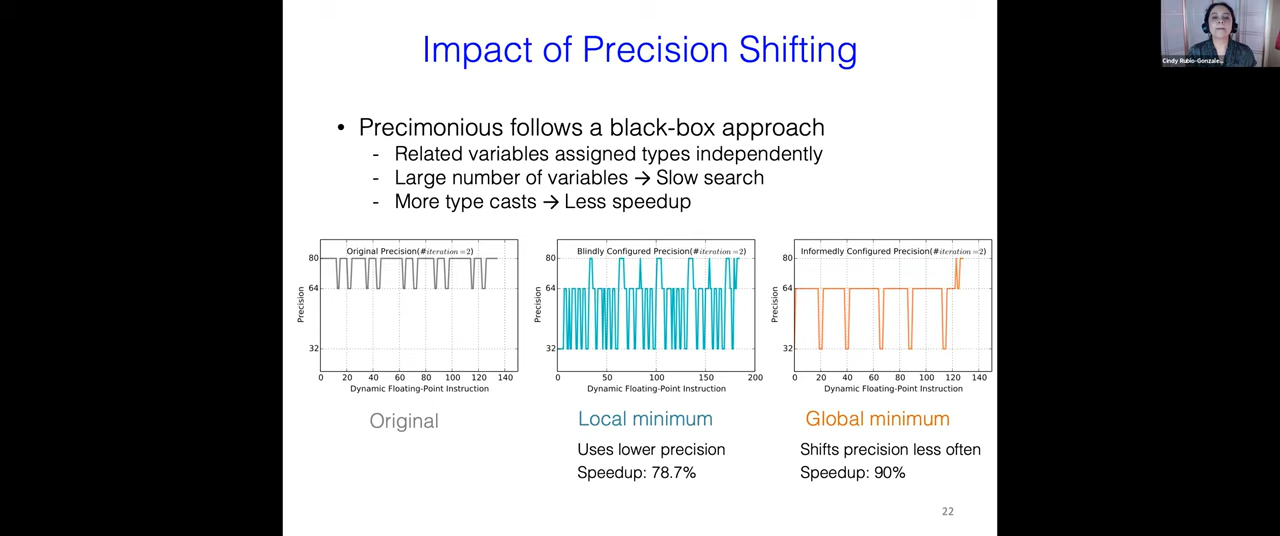 Impact of Precision Shifting
Cindy Rubio-Gonzale...
• Precimonious follows a black-box approach
- Related variables assigned types independently
- Large number of variables → Slow search
- More type casts → Less speedup
Original Precision(#iteration=2)
80
64
32
Precision
0 20 40 60 80 100 120 140
Dynamic Floating-Point Instruction
Blindly Configured Precision(#iteration=2)
80
64
32
Precision
0 50 100 150 200
Dynamic Floating-Point Instruction
Informedly Configured Precision(#iteration=2)
80
64
32
Precision
0 20 40 60 80 100 120 140
Dynamic Floating-Point Instruction
Original
Local minimum
Uses lower precision
Speedup: 78.7%
Global minimum
Shifts precision less often
Speedup: 90%
22